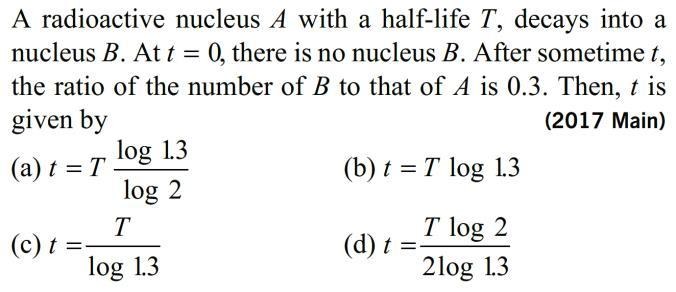 A radioactive nucleus A with a half-life T, decays into a
nucleus B. At t = 0, there is no nucleus B. After sometime t,
the ratio of the number of B to that of A is 0.3. Then, t is
given by (2017 Main)
(a) t = T log 1.3 / log 2 (b) t = T log 1.3
(c) t = T / log 1.3 (d) t = T log 2 / 2log 1.3